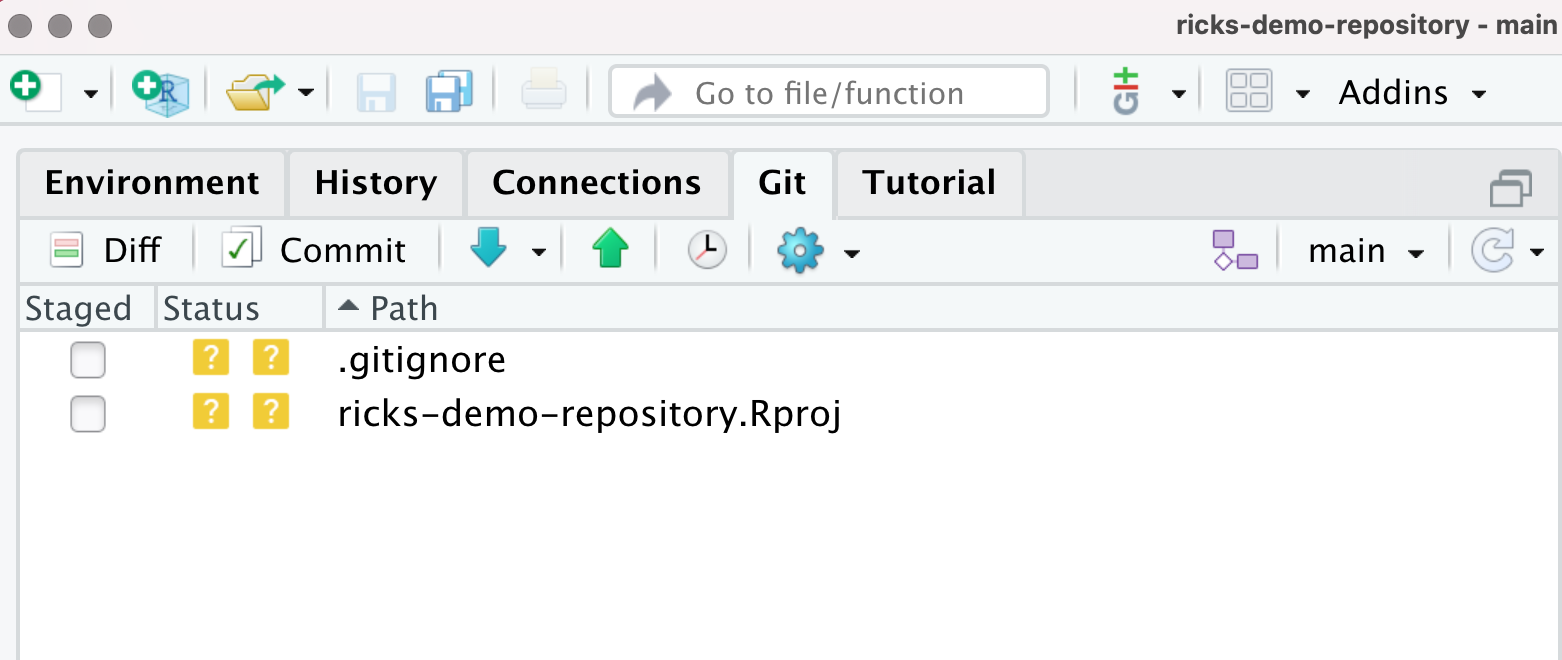 ricks-demo-repository - main
Go to file/function
Git
Addins
Environment History Connections Git Tutorial
Diff Commit main
Staged Status Path
? ? .gitignore
? ? ricks-demo-repository.Rproj